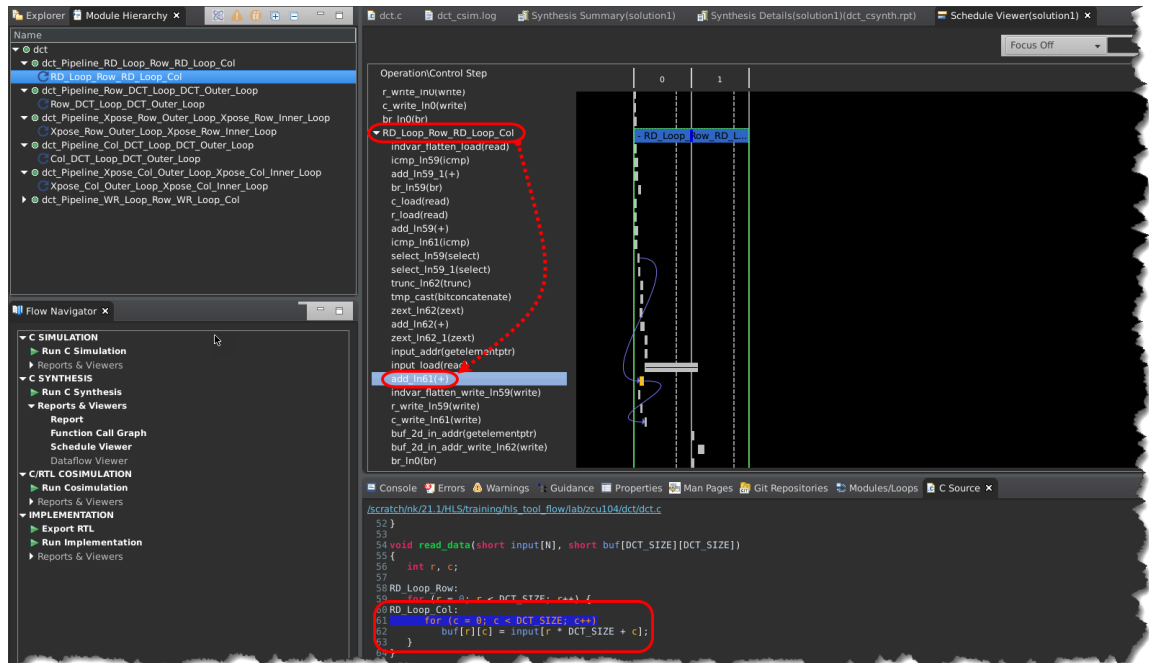 Explorer
Module Hierarchy
Name
dct
dct_Pipeline_RD_Loop_Row_RD_Loop_Col
RD_Loop_Row_RD_Loop_Col
dct_Pipeline_Row_DCT_Loop_DCT_Outer_Loop
Row_DCT_Loop_DCT_Outer_Loop
dct_Pipeline_Xpose_Row_Outer_Loop_Xpose_Row_Inner_Loop
Xpose_Row_Outer_Loop_Xpose_Row_Inner_Loop
dct_Pipeline_Col_DCT_Loop_DCT_Outer_Loop
Col_DCT_Loop_DCT_Outer_Loop
dct_Pipeline_Xpose_Col_Outer_Loop_Xpose_Col_Inner_Loop
Xpose_Col_Outer_Loop_Xpose_Col_Inner_Loop
dct_Pipeline_WR_Loop_Row_WR_Loop_Col
Flow Navigator
C SIMULATION
Run C Simulation
Reports & Viewers
C SYNTHESIS
Run C Synthesis
Reports & Viewers
Report
Function Call Graph
Schedule Viewer
Dataflow Viewer
C/RTL COSIMULATION
Run Cosimulation
Reports & Viewers
IMPLEMENTATION
Export RTL
Run Implementation
Reports & Viewers
dct.c
dct_csim.log
Synthesis Summary(solution1)
Synthesis Details(solution1)(dct_csynth.rpt)
Schedule Viewer(solution1)
Focus Off
Operation\Control Step
0
1
r_write_ln0(write)
c_write_ln0(write)
br_ln0(br)
RD_Loop_Row_RD_Loop_Col
- RD_Loop_Row_RD_L...
indvar_flatten_load(read)
icmp_ln59(icmp)
add_ln59_1(+)
br_ln59(br)
c_load(read)
r_load(read)
add_ln59(+)
icmp_ln61(icmp)
select_ln59(select)
select_ln59_1(select)
trunc_ln62(trunc)
tmp_cast(bitconcatenate)
zext_ln62(zext)
add_ln62(+)
zext_ln62_1(zext)
input_addr(getelementptr)
input_load(read)
add_ln61(+)
indvar_flatten_write_ln59(write)
r_write_ln59(write)
c_write_ln61(write)
buf_2d_in_addr(getelementptr)
buf_2d_in_addr_write_ln62(write)
br_ln0(br)
Console
Errors
Warnings
Guidance
Properties
Man Pages
Git Repositories
Modules/Loops
C Source
/scratch/nk/21.1/HLS/training/hls_tool_flow/lab/zcu104/dct/dct.c
52 }
53
54 void read_data(short input[N], short buf[DCT_SIZE][DCT_SIZE])
55 {
56 int r, c;
57
58 RD_Loop_Row:
59 for (r = 0; r < DCT_SIZE; r++) {
60 RD_Loop_Col:
61 for (c = 0; c < DCT_SIZE; c++)
62 buf[r][c] = input[r * DCT_SIZE + c];
63 }
64 }